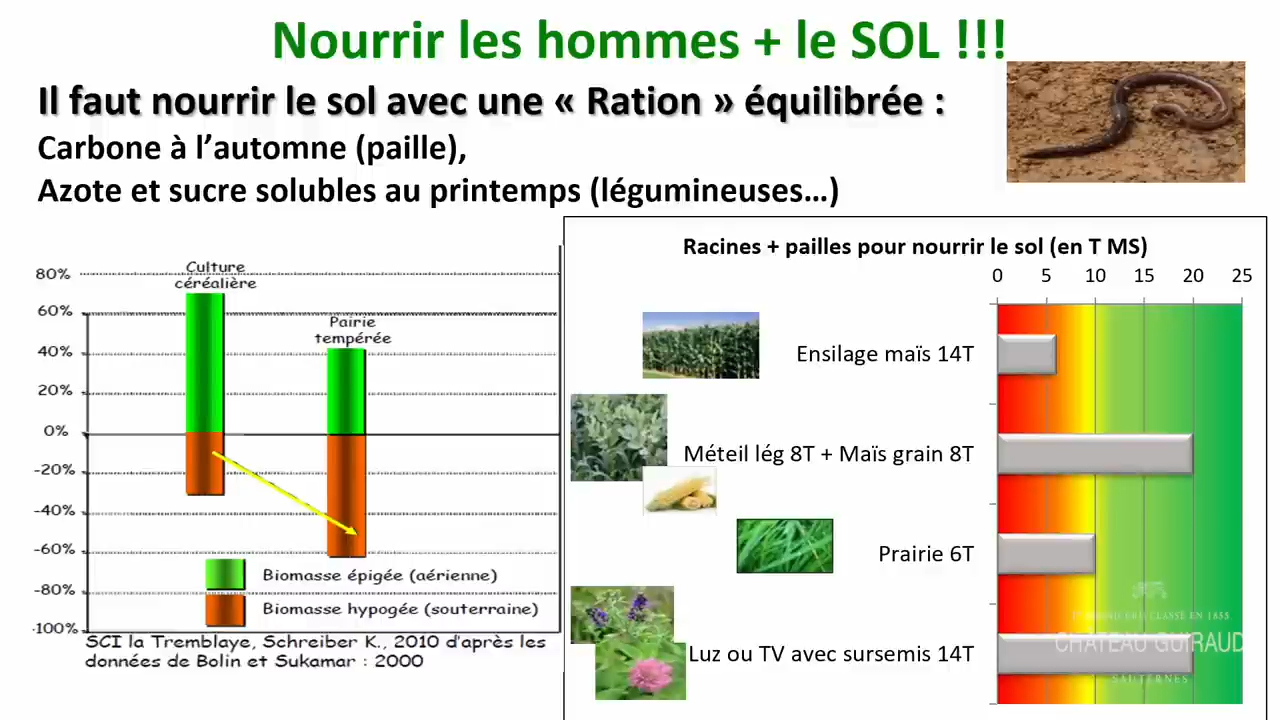 Nourrir les hommes + le SOL !!!
Il faut nourrir le sol avec une « Ration » équilibrée :
Carbone à l'automne (paille),
Azote et sucre solubles au printemps (légumineuses…)
80%
60%
40%
20%
0%
-20%
-40%
-60%
-80%
-100%
Culture
céréalière
Pairie
tempérée
Biomasse épigée (aérienne)
Biomasse hypogée (souterraine)
SCI la Tremblaye, Schreiber K., 2010 d'après les
données de Bolin et Sukamar : 2000
Racines + pailles pour nourrir le sol (en T MS)
0 5 10 15 20 25
Ensilage maïs 14T
Méteil lég 8T + Maïs grain 8T
Prairie 6T
Luz ou TV avec sursemis 14T
CLASSÉ EN 1855
CHÂTEAU GUIRAUD
SAUTERNES